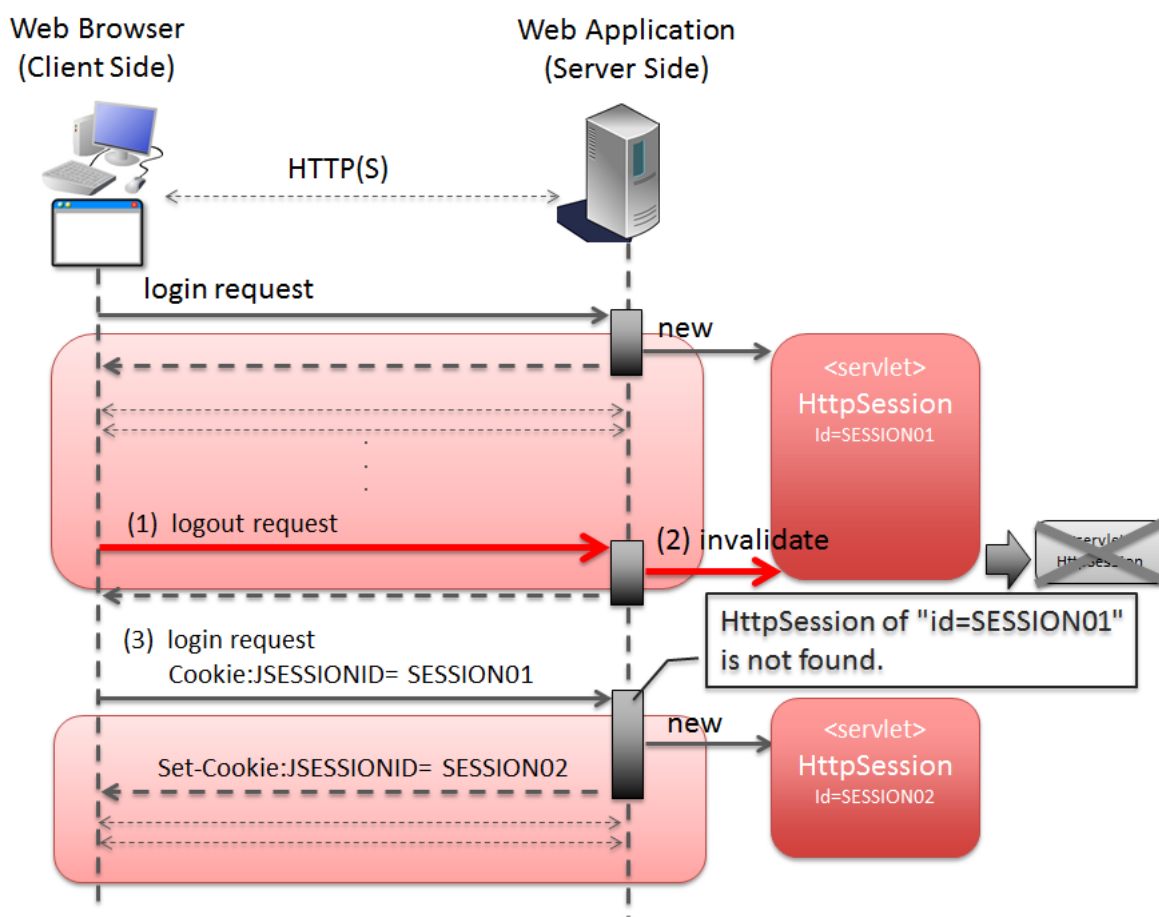 Web Browser
(Client Side)
Web Application
(Server Side)
HTTP(S)
login request
new
<servlet>
HttpSession
Id=SESSION01
(1) logout request
(2) invalidate
<servlet>
HttpSession
HttpSession of "id=SESSION01"
is not found.
(3) login request
Cookie:JSESSIONID= SESSION01
new
<servlet>
HttpSession
Id=SESSION02
Set-Cookie:JSESSIONID= SESSION02